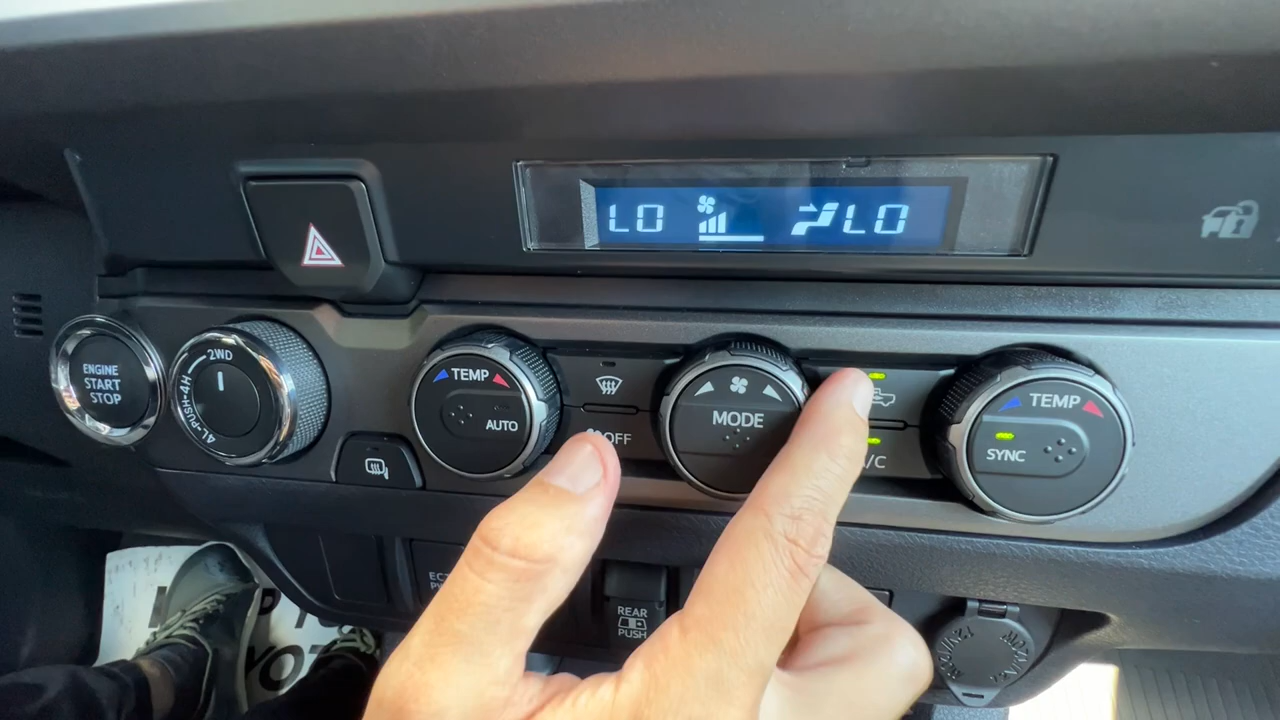 LO LO
ENGINE
START
STOP
2WD
4L-PUSH-4H
TEMP
AUTO
OFF
MODE
A/C
TEMP
SYNC
REAR
PUSH